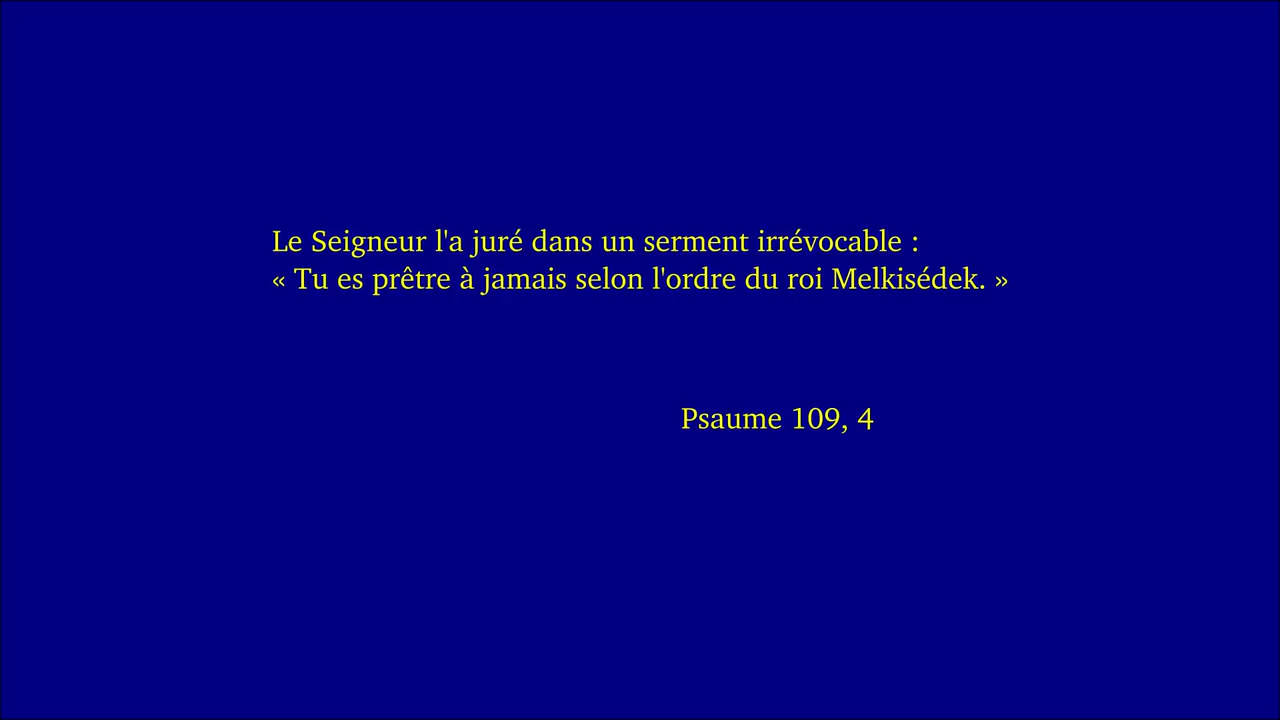 Le Seigneur l'a juré dans un serment irrévocable :
« Tu es prêtre à jamais selon l'ordre du roi Melkisédek. »
Psaume 109, 4